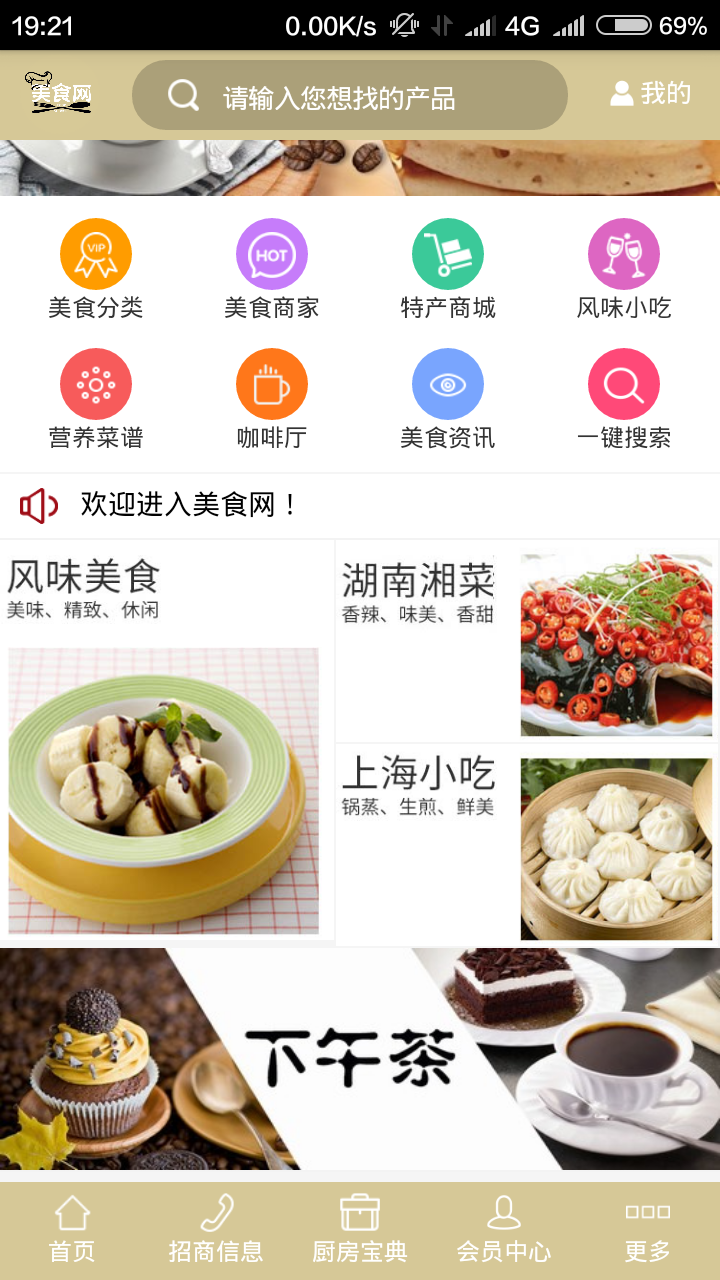 19:21 0.00K/s 4G 69%
美食网 请输入您想找的产品 我的
VIP HOT
美食分类 美食商家 特产商城 风味小吃
营养菜谱 咖啡厅 美食资讯 一键搜索
欢迎进入美食网！
风味美食
美味、精致、休闲
湖南湘菜
香辣、味美、香甜
上海小吃
锅蒸、生煎、鲜美
下午茶
首页 招商信息 厨房宝典 会员中心 更多